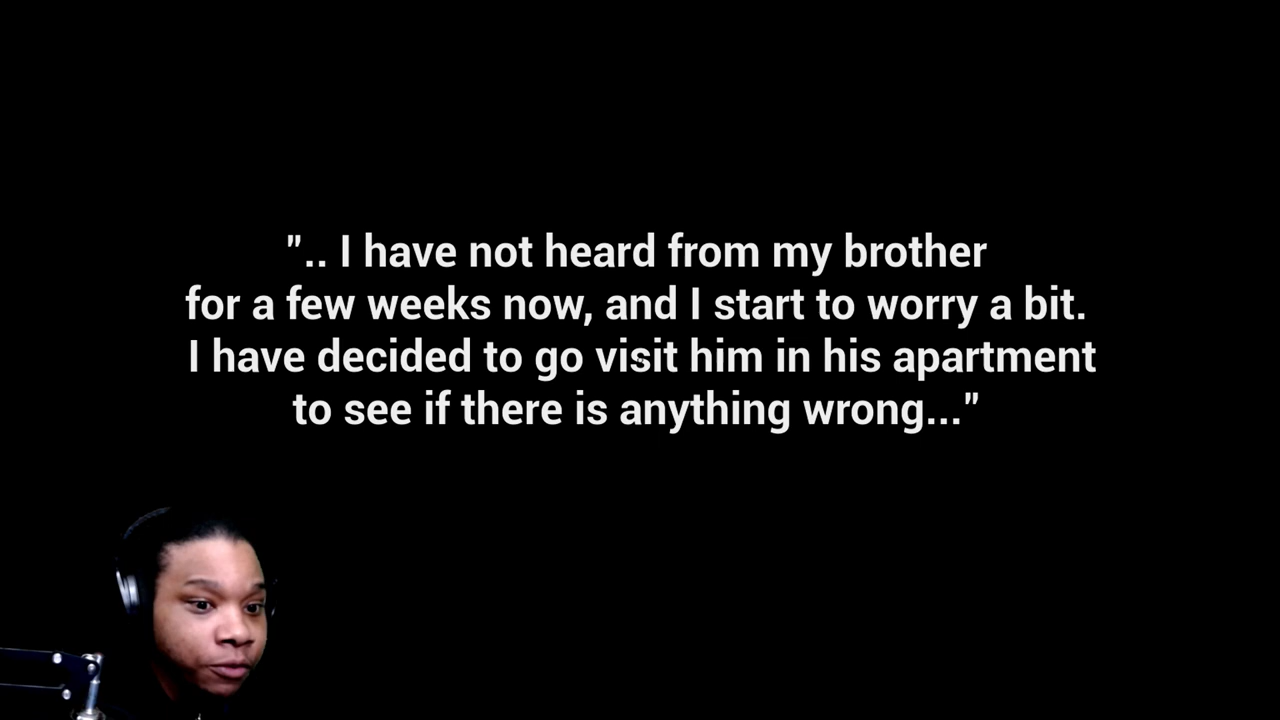 ".. I have not heard from my brother
for a few weeks now, and I start to worry a bit.
I have decided to go visit him in his apartment
to see if there is anything wrong..."